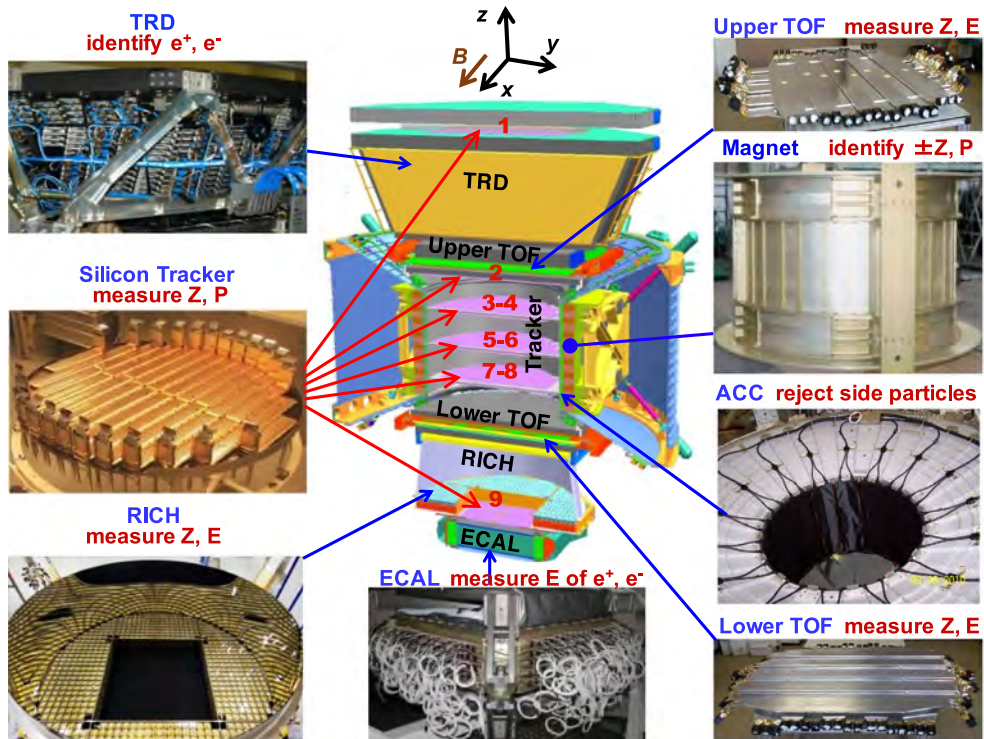 TRD
identify e⁺, e⁻
z
y
B
x
Upper TOF measure Z, E
1
TRD
Magnet identify ±Z, P
Upper TOF
2
Silicon Tracker
measure Z, P
3-4
5-6
7-8
Tracker
ACC reject side particles
Lower TOF
RICH
9
RICH
measure Z, E
ECAL
ECAL measure E of e⁺, e⁻
Lower TOF measure Z, E